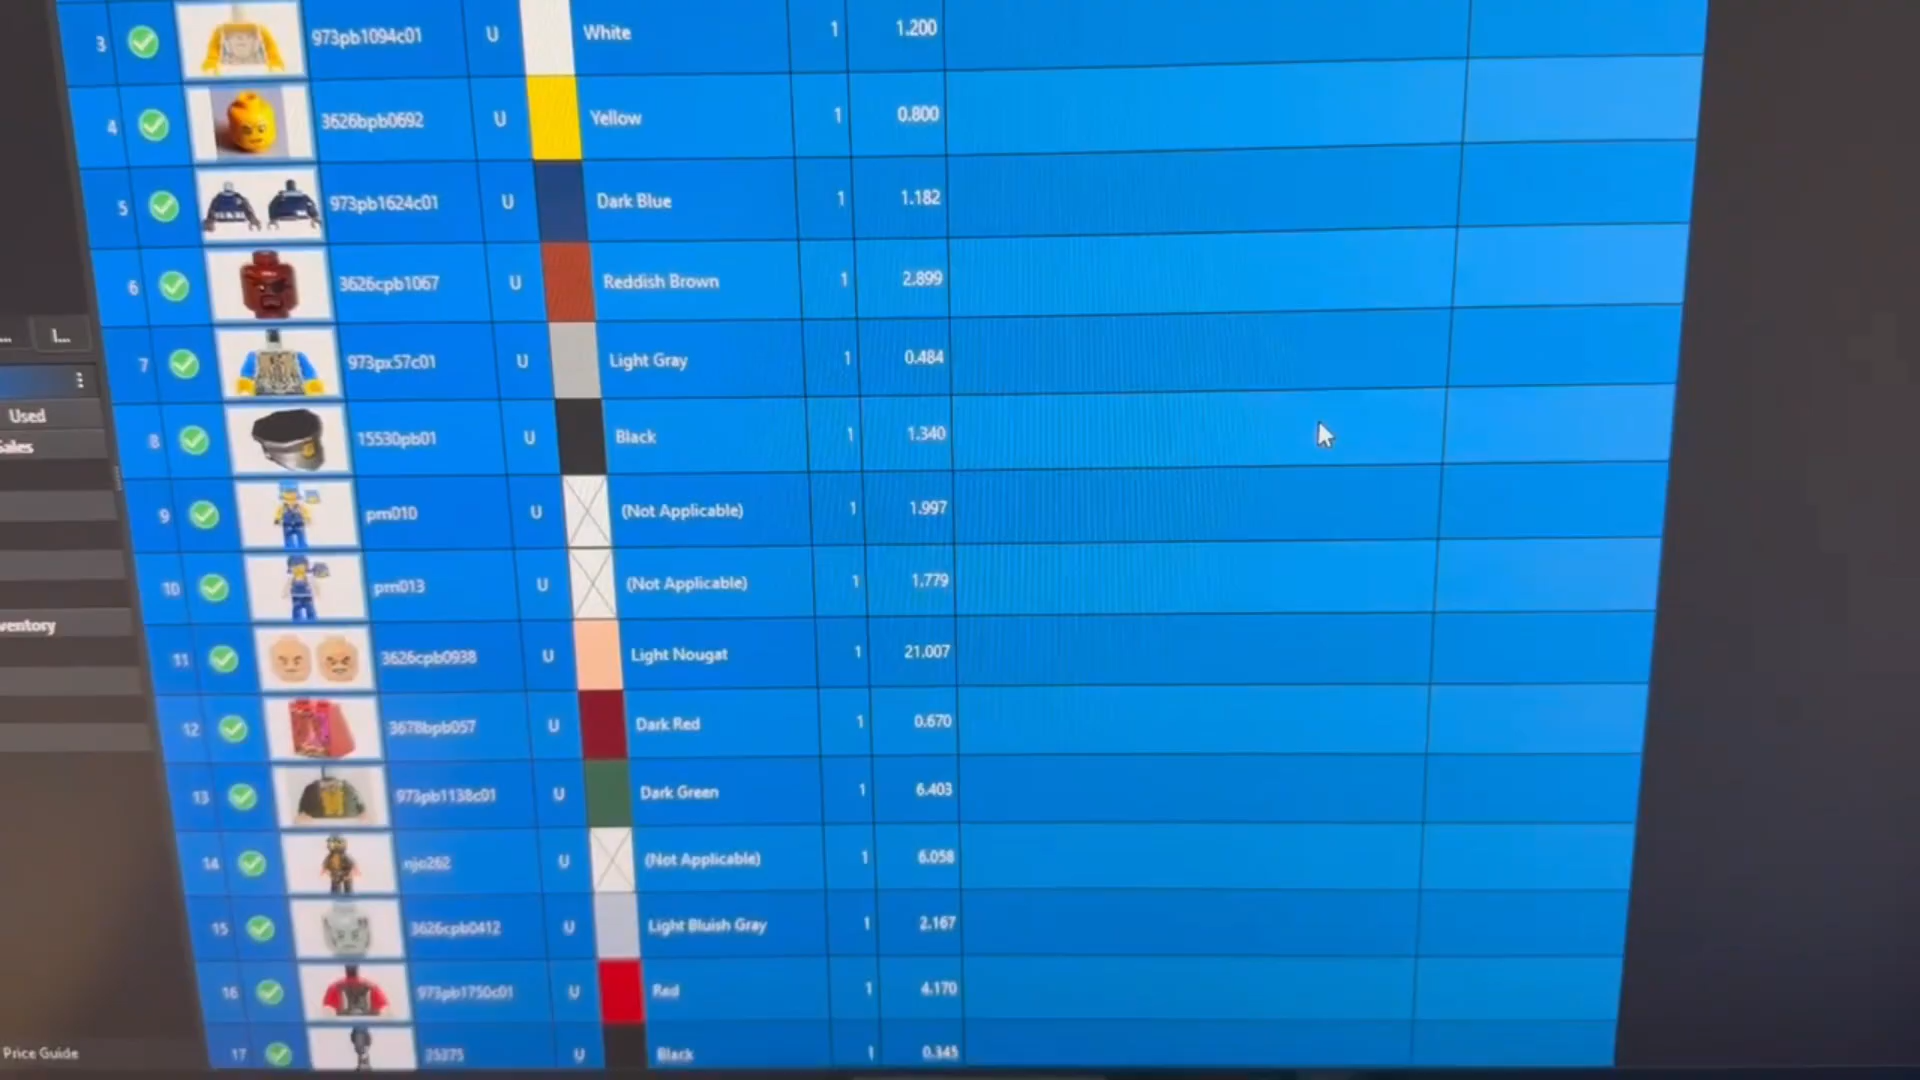 3 973pb1094c01 U White 1 1.200
4 3626bpb0692 U Yellow 1 0.800
5 973pb1624c01 U Dark Blue 1 1.182
6 3626cpb1067 U Reddish Brown 1 2.899
... L...
7 973px57c01 U Light Gray 1 0.484
Used
8 15530pb01 U Black 1 1.340
Sales
9 pm010 U (Not Applicable) 1 1.997
10 pm013 U (Not Applicable) 1 1.779
ventory
11 3626cpb0938 U Light Nougat 1 21.007
12 3678bpb057 U Dark Red 1 0.670
13 973pb1138c01 U Dark Green 1 6.403
14 njo262 U (Not Applicable) 1 6.058
15 3626cpb0412 U Light Bluish Gray 1 2.167
16 973pb1750c01 U Red 1 4.170
Price Guide
17 35375 U Black 1 0.345